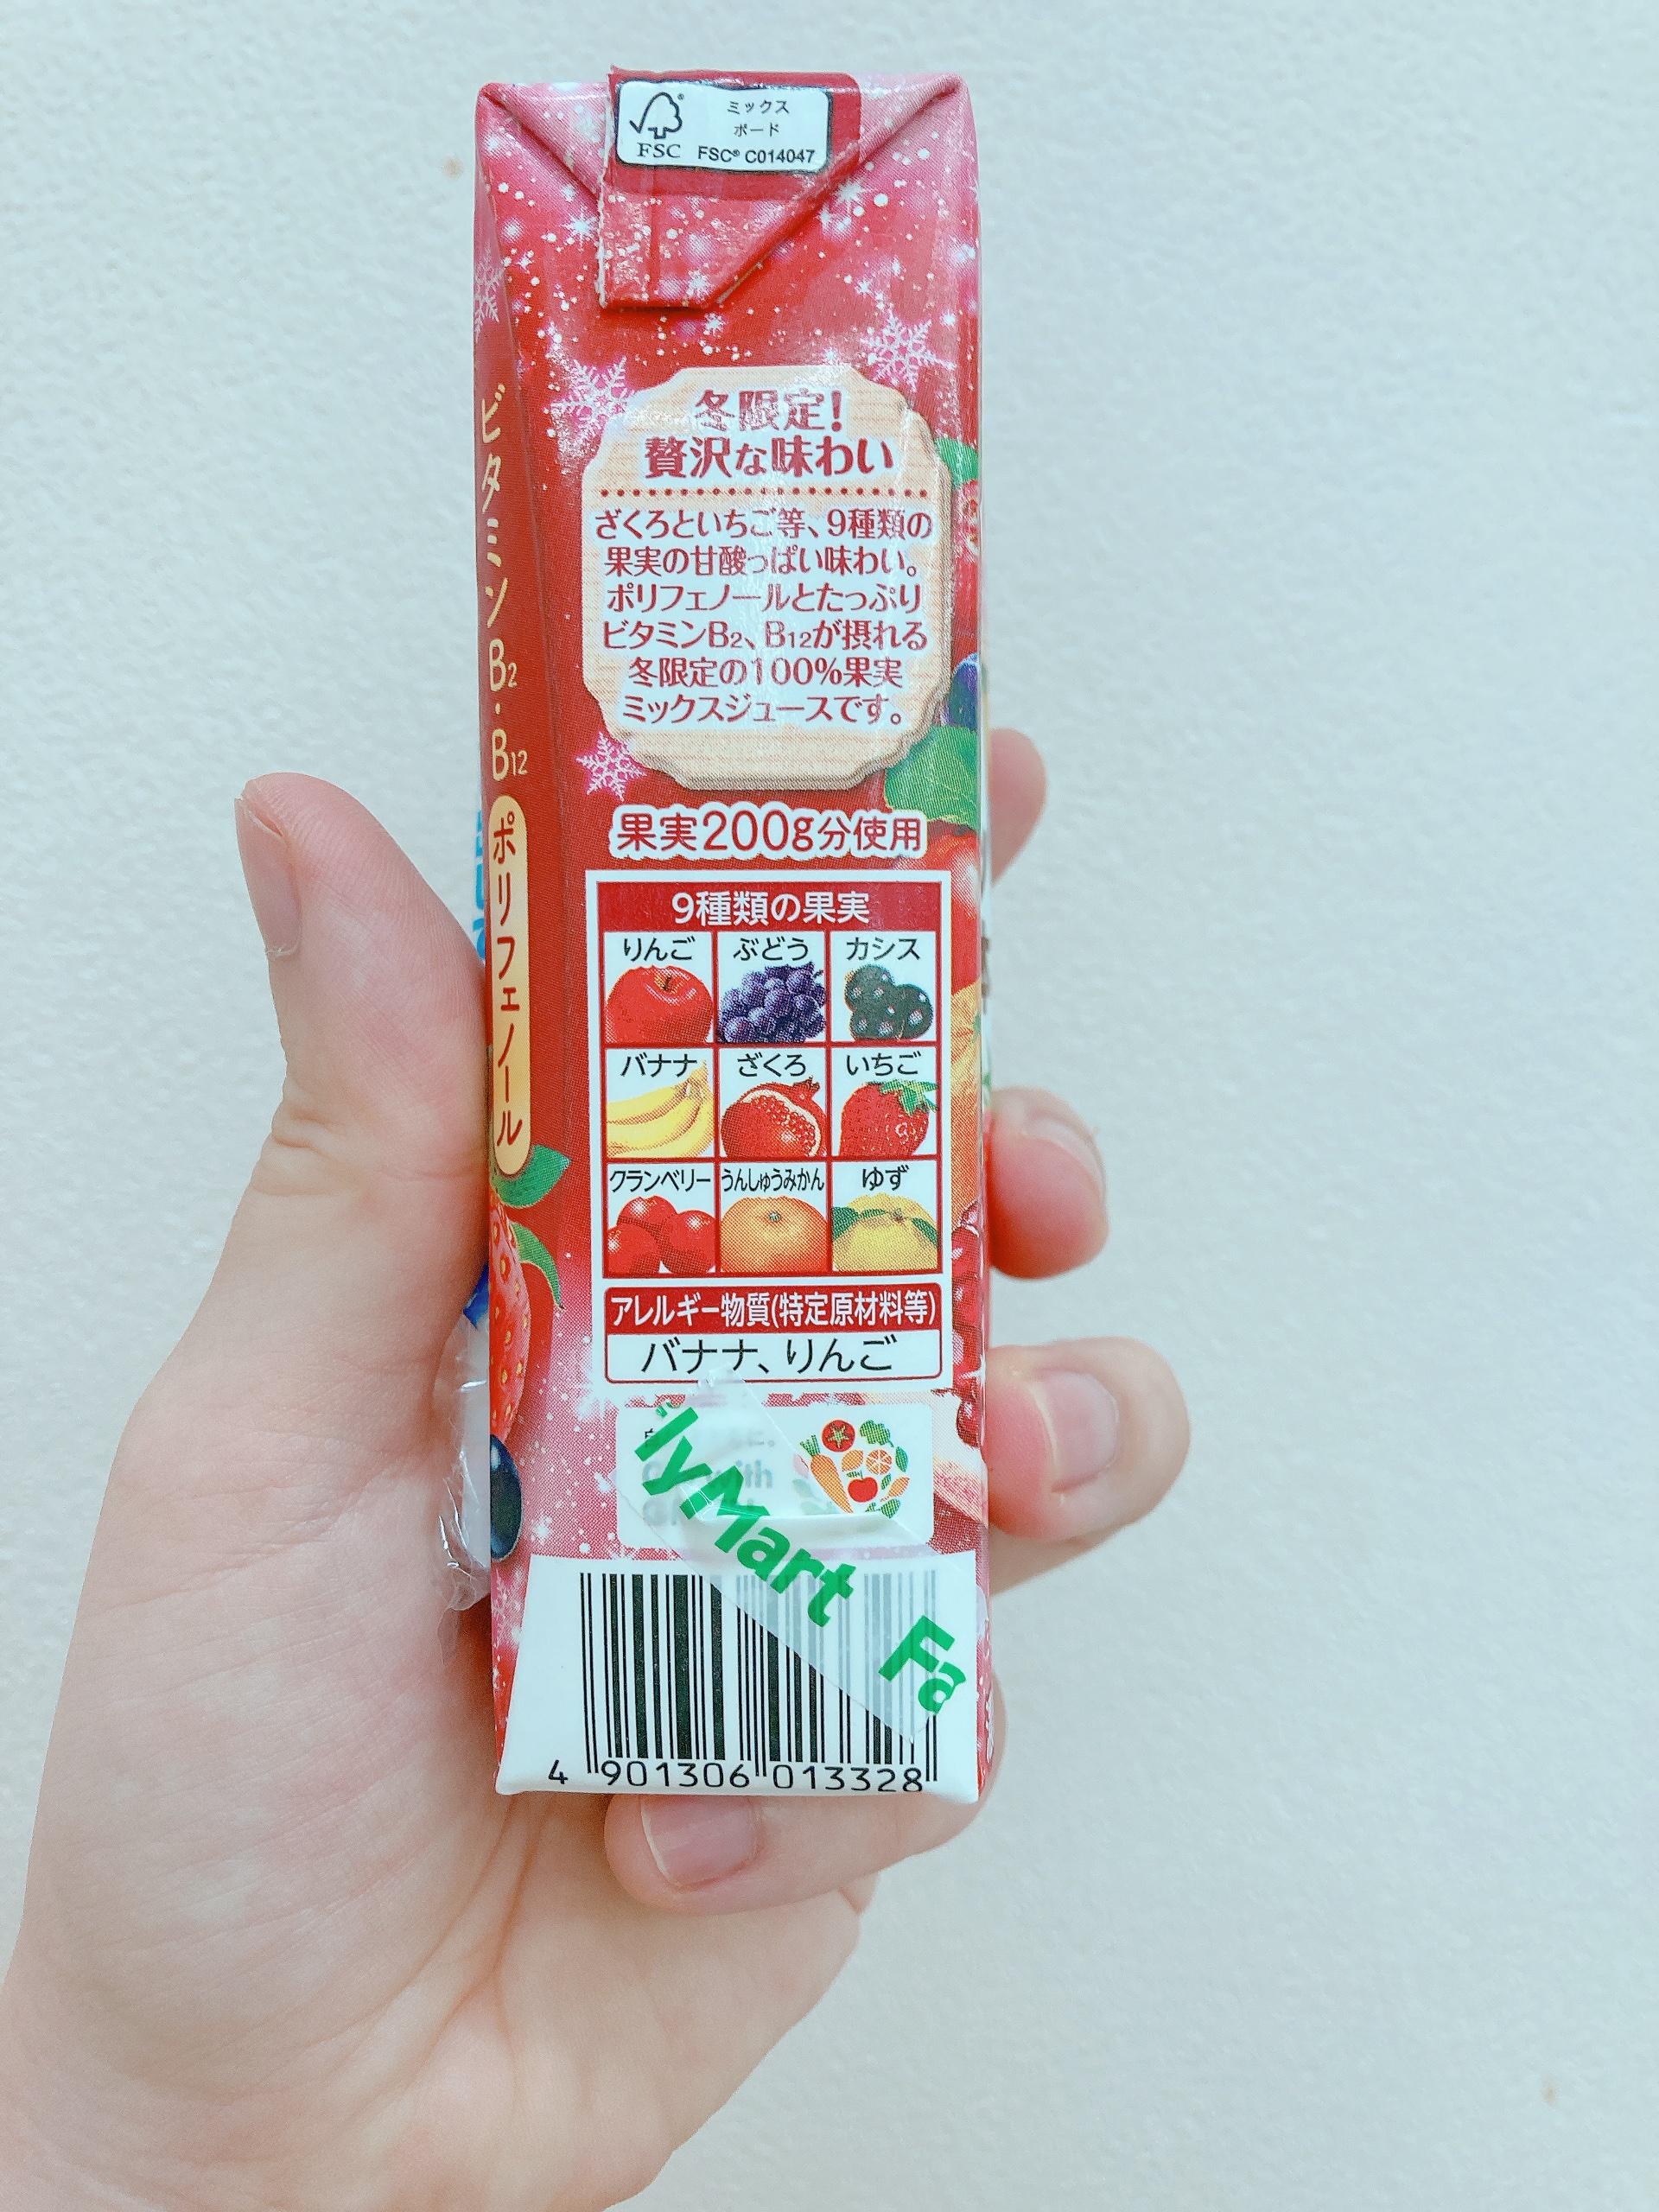 FSC
ミックス
ボード
FSC® C014047
冬限定!
贅沢な味わい
ざくろといちご等、9種類の
果実の甘酸っぱい味わい。
ポリフェノールとたっぷり
ビタミンB2、B12が摂れる
冬限定の100%果実
ミックスジュースです。
ビタミンB2・B12
ポリフェノール
果実200g分使用
9種類の果実
りんご ぶどう カシス
バナナ ざくろ いちご
クランベリー うんしゅうみかん ゆず
アレルギー物質(特定原材料等)
バナナ、りんご
lyMart Fa
4 901306 013328